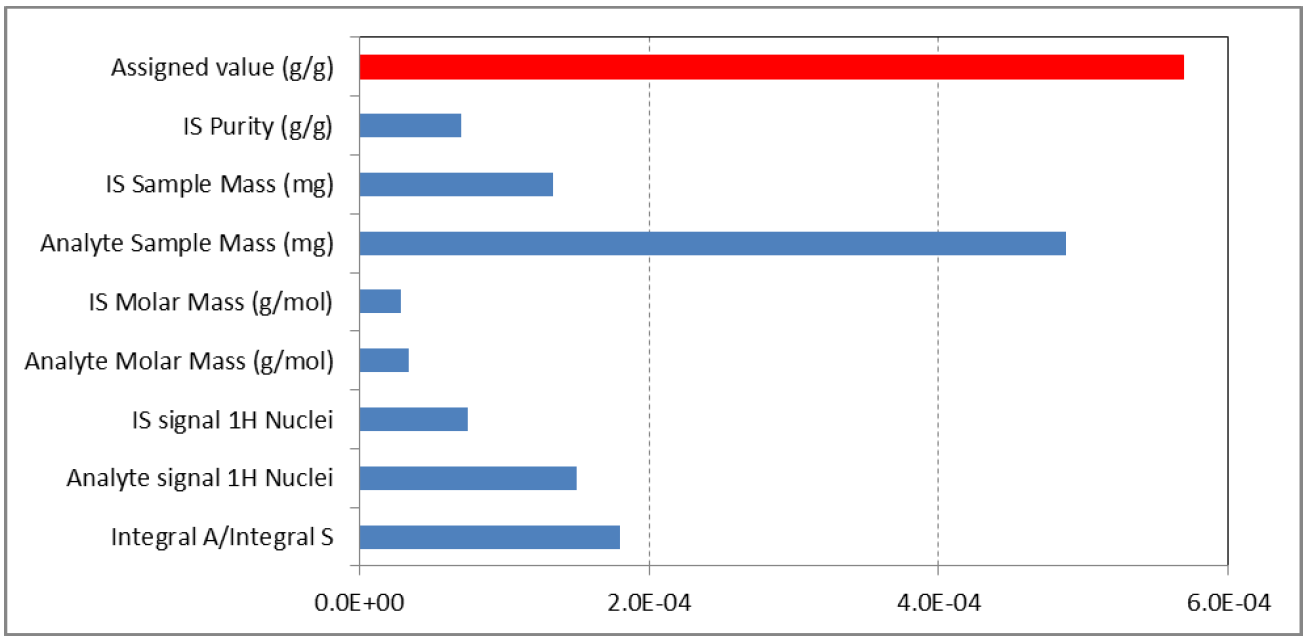 Assigned value (g/g)
IS Purity (g/g)
IS Sample Mass (mg)
Analyte Sample Mass (mg)
IS Molar Mass (g/mol)
Analyte Molar Mass (g/mol)
IS signal 1H Nuclei
Analyte signal 1H Nuclei
Integral A/Integral S
0.0E+00 2.0E-04 4.0E-04 6.0E-04